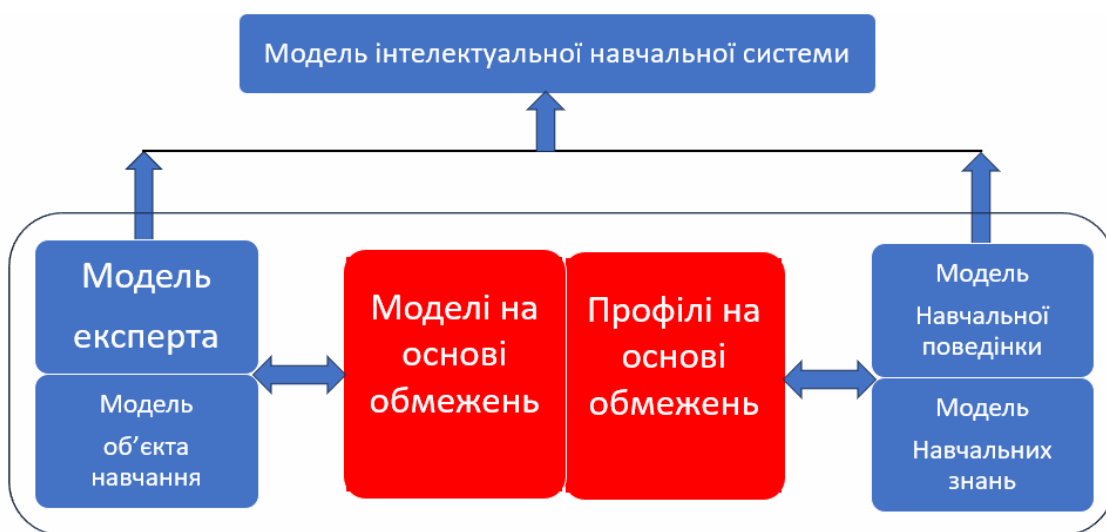 Модель інтелектуальної навчальної системи
Модель
експерта
Модель
об’єкта
навчання
Моделі на
основі
обмежень
Профілі на
основі
обмежень
Модель
Навчальної
поведінки
Модель
Навчальних
знань